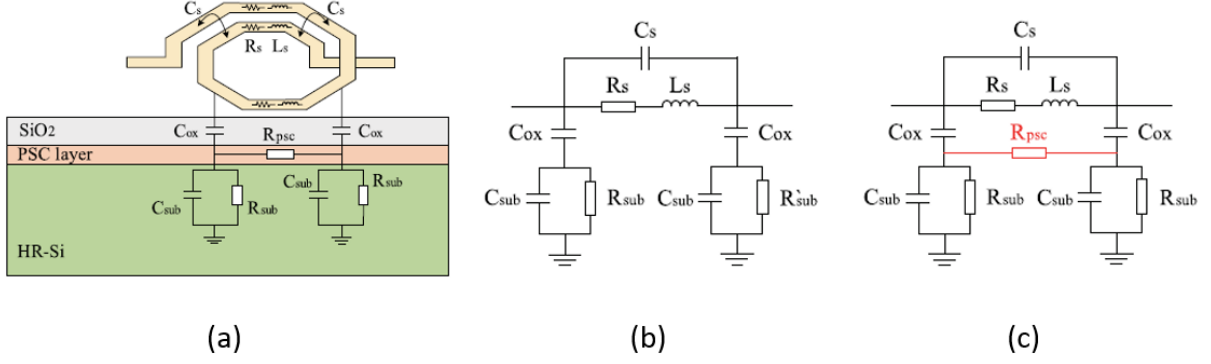 Cs Cs
Rs Ls
SiO2 Cox Rpsc Cox
PSC layer
Csub Rsub Csub Rsub
HR-Si
(a)
Cs
Rs Ls
Cox Cox
Csub Rsub Csub R`sub
(b)
Cs
Rs Ls
Cox Rpsc Cox
Csub Rsub Csub Rsub
(c)